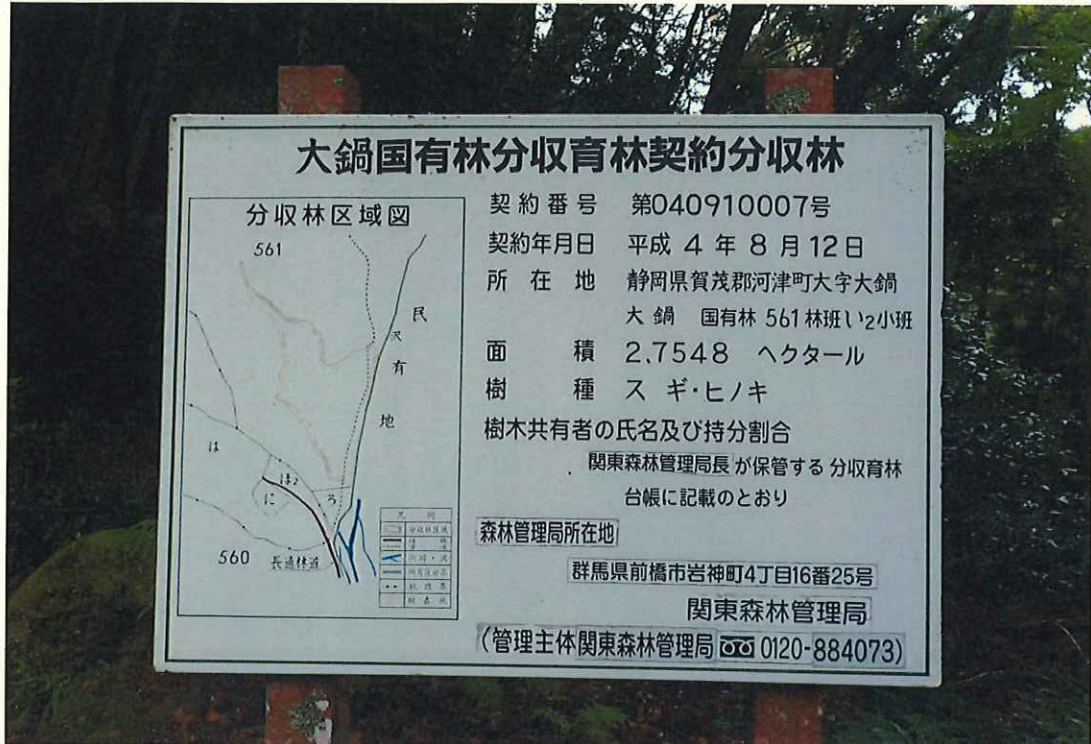 大鍋国有林分収育林契約分収林
分収林区域図
561
民
沢
有
地
は
は2
に
ろ
560
長通林道
凡例
分収林区域
契約番号 第040910007号
契約年月日 平成4年8月12日
所在地 静岡県賀茂郡河津町大字大鍋
大鍋 国有林 561林班い2小班
面積 2.7548 ヘクタール
樹種 スギ・ヒノキ
樹木共有者の氏名及び持分割合
関東森林管理局長が保管する分収育林
台帳に記載のとおり
森林管理局所在地
群馬県前橋市岩神町4丁目16番25号
関東森林管理局
(管理主体関東森林管理局 0120-884073)